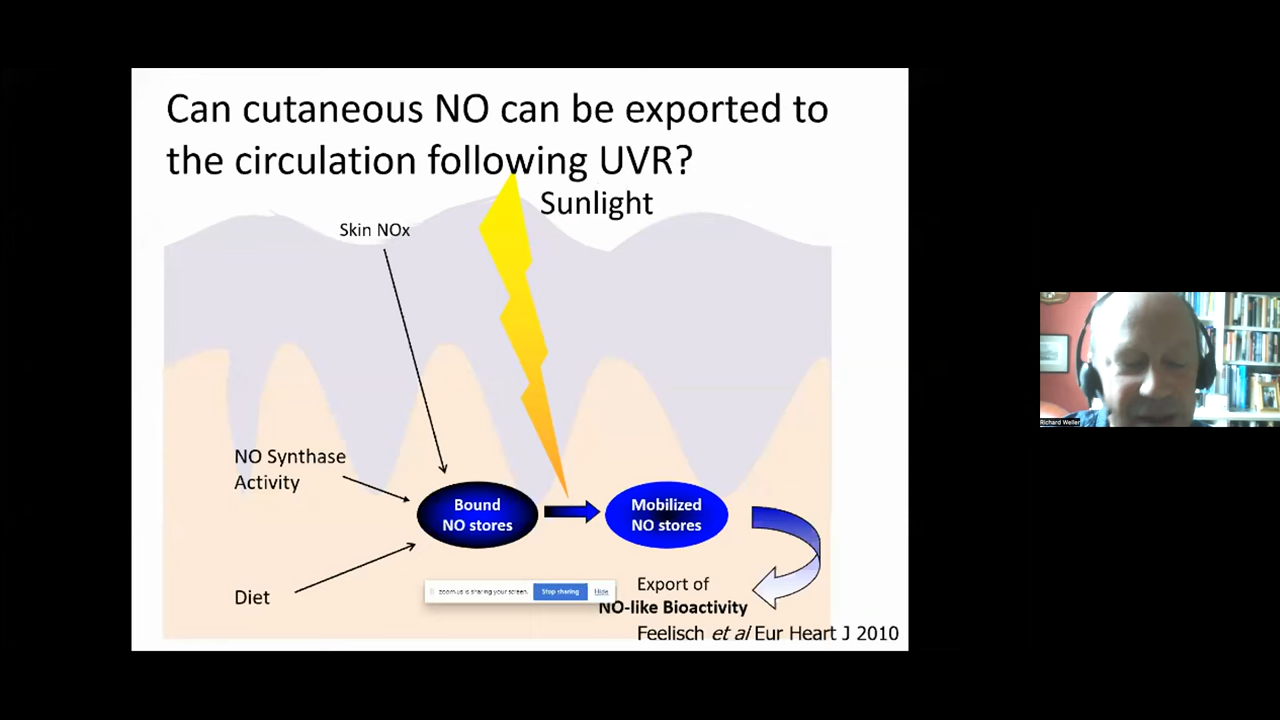 Can cutaneous NO can be exported to
the circulation following UVR?
Sunlight
Skin NOx
NO Synthase
Activity
Bound
NO stores
Mobilized
NO stores
Diet
zoom.us is sharing your screen.
Stop sharing
Hide
Export of
NO-like Bioactivity
Feelisch et al Eur Heart J 2010
Richard Weller